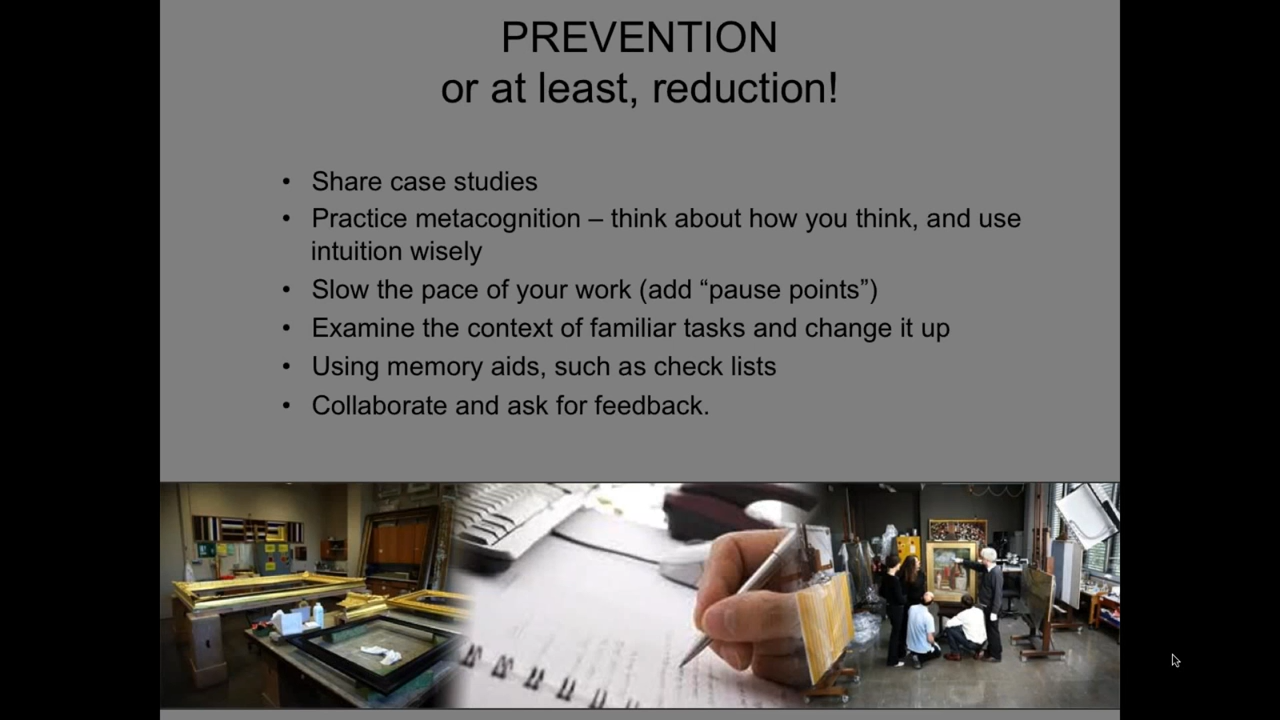 PREVENTION
or at least, reduction!
• Share case studies
• Practice metacognition – think about how you think, and use
intuition wisely
• Slow the pace of your work (add “pause points”)
• Examine the context of familiar tasks and change it up
• Using memory aids, such as check lists
• Collaborate and ask for feedback.